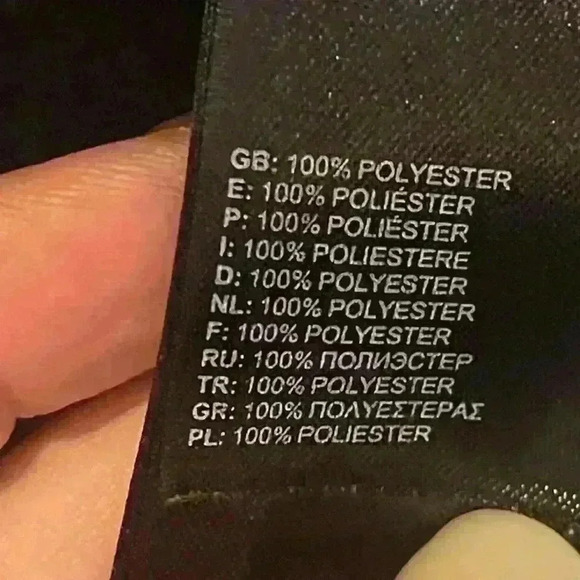 GB: 100% POLYESTER
E: 100% POLIÉSTER
P: 100% POLIÉSTER
I: 100% POLIESTERE
D: 100% POLYESTER
NL: 100% POLYESTER
F: 100% POLYESTER
RU: 100% ПОЛИЭСТЕР
TR: 100% POLYESTER
GR: 100% ΠΟΛΥΕΣΤΕΡΑΣ
PL: 100% POLIESTER